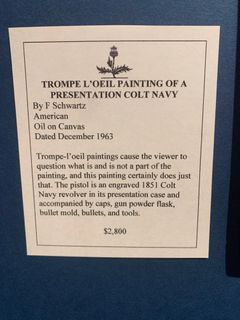 TROMPE L'OEIL PAINTING OF A
PRESENTATION COLT NAVY
By F Schwartz
American
Oil on Canvas
Dated December 1963
Trompe-l'oeil paintings cause the viewer to
question what is and is not a part of the
painting, and this painting certainly does just
that. The pistol is an engraved 1851 Colt
Navy revolver in its presentation case and
accompanied by caps, gun powder flask,
bullet mold, bullets, and tools.
$2,800